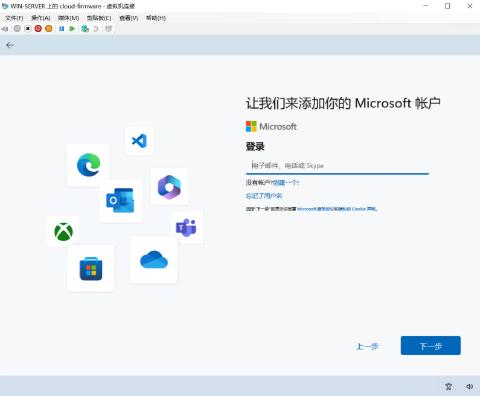 WIN-SERVER 上的 cloud-firmware - 虚拟机连接
文件(F) 操作(A) 媒体(M) 剪贴板(C) 查看(V) 帮助(H)
让我们来添加你的 Microsoft 帐户
Microsoft
登录
电子邮件、电话或 Skype
没有帐户?创建一个!
忘记了用户名
选择“下一步”即表示你同意 Microsoft 服务协议和隐私和 Cookie 声明。
上一步 下一步